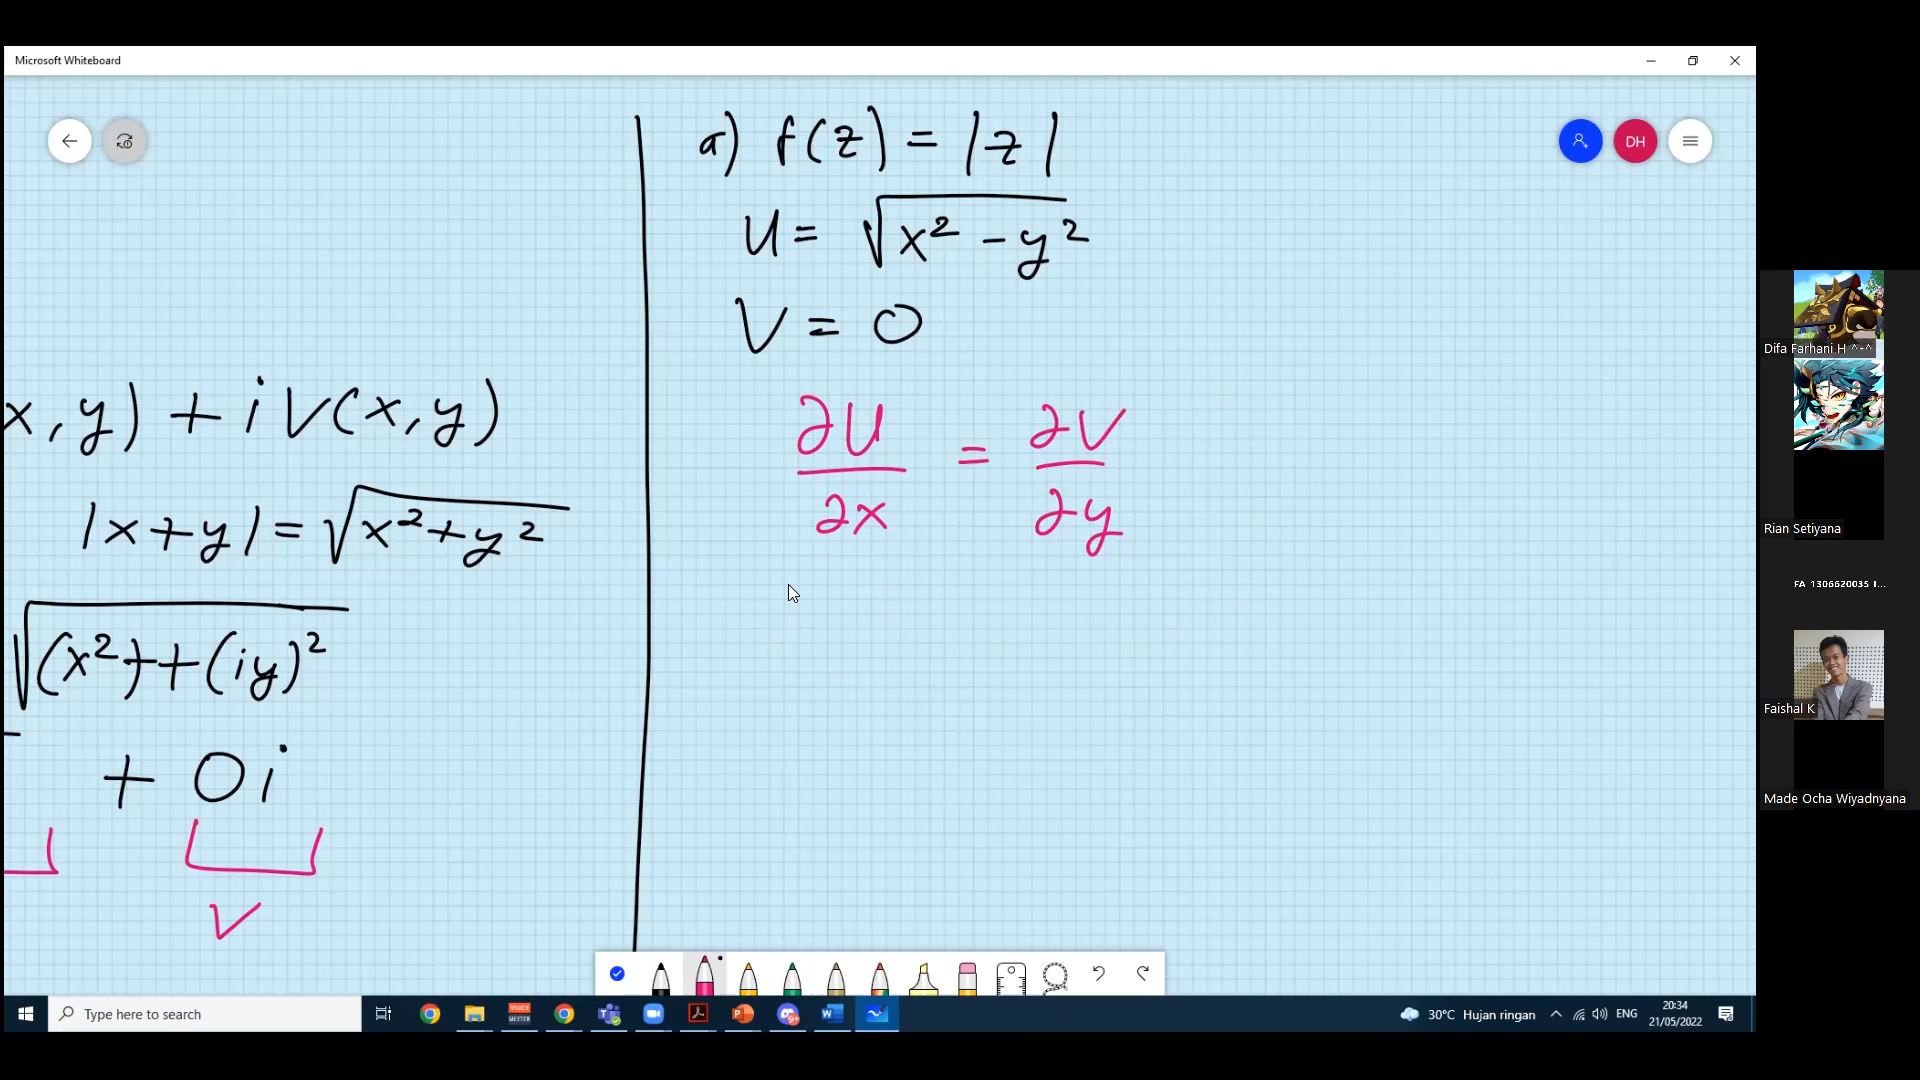 Microsoft Whiteboard
DH
x, y) + i V(x, y)
|x + y| = √x² + y²
√(x²) + + (iy)²
+ 0i
V
a) f(z) = |z|
U = √x² - y²
V = 0
∂U/∂x = ∂V/∂y
Difa Farhani H ^-^
Rian Setiyana
FA_1306620035_I...
Faishal K
Made Ocha Wiyadnyana
Type here to search
30°C Hujan ringan
ENG
20:34
21/05/2022